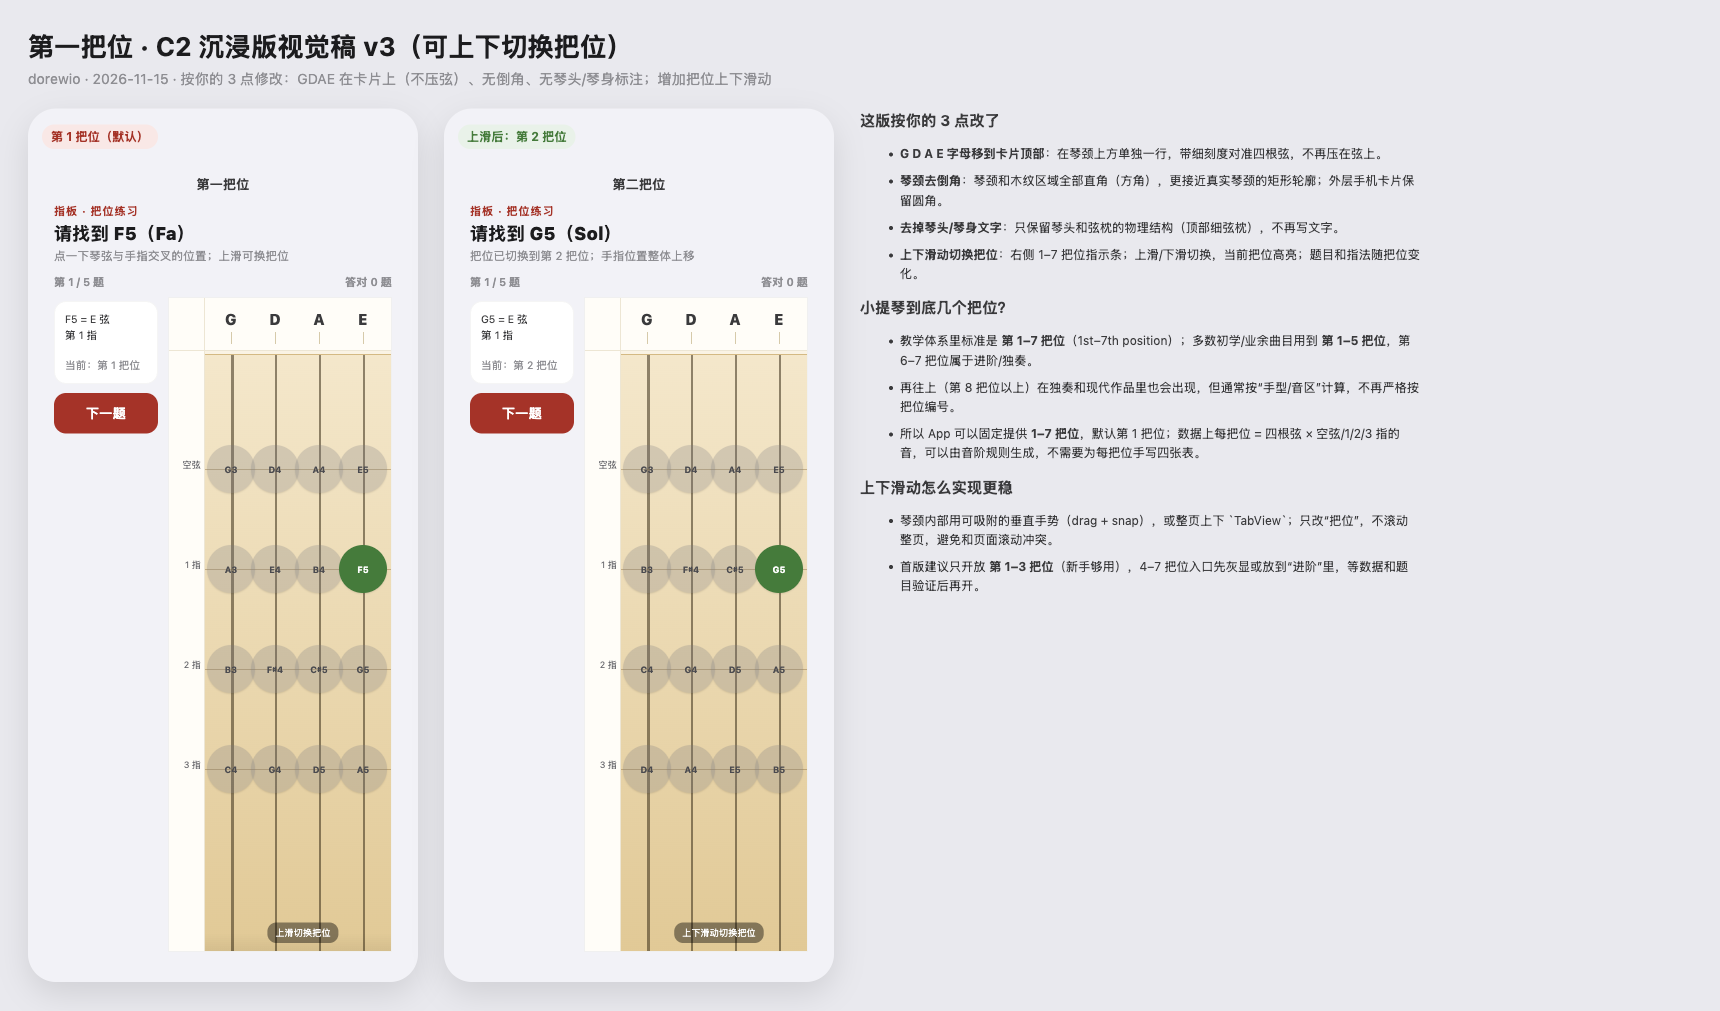 第一把位 · C2 沉浸版视觉稿 v3（可上下切换把位）
dorewio · 2026-11-15 · 按你的 3 点修改：GDAE 在卡片上（不压弦）、无倒角、无琴头/琴身标注；增加把位上下滑动
第 1 把位（默认）
第一把位
指板 · 把位练习
请找到 F5（Fa）
点一下琴弦与手指交叉的位置；上滑可换把位
第 1 / 5 题
答对 0 题
F5 = E 弦
第 1 指
当前：第 1 把位
下一题
G D A E
空弦 G3 D4 A4 E5
1 指 A3 E4 B4 F5
2 指 B3 F#4 C#5 G5
3 指 C4 G4 D5 A5
上滑切换把位
上滑后：第 2 把位
第二把位
指板 · 把位练习
请找到 G5（Sol）
把位已切换到第 2 把位；手指位置整体上移
第 1 / 5 题
答对 0 题
G5 = E 弦
第 1 指
当前：第 2 把位
下一题
G D A E
空弦 G3 D4 A4 E5
1 指 B3 F#4 C#5 G5
2 指 C4 G4 D5 A5
3 指 D4 A4 E5 B5
上下滑动切换把位
这版按你的 3 点改了
• G D A E 字母移到卡片顶部：在琴颈上方单独一行，带细刻度对准四根弦，不再压在弦上。
• 琴颈去倒角：琴颈和木纹区域全部直角（方角），更接近真实琴颈的矩形轮廓；外层手机卡片保
留圆角。
• 去掉琴头/琴身文字：只保留琴头和弦枕的物理结构（顶部细弦枕），不再写文字。
• 上下滑动切换把位：右侧 1–7 把位指示条；上滑/下滑切换，当前把位高亮；题目和指法随把位变
化。
小提琴到底几个把位？
• 教学体系里标准是 第 1–7 把位（1st–7th position）；多数初学/业余曲目用到 第 1–5 把位，第
6–7 把位属于进阶/独奏。
• 再往上（第 8 把位以上）在独奏和现代作品里也会出现，但通常按“手型/音区”计算，不再严格按
把位编号。
• 所以 App 可以固定提供 1–7 把位，默认第 1 把位；数据上每把位 = 四根弦 × 空弦/1/2/3 指的
音，可以由音阶规则生成，不需要为每把位手写四张表。
上下滑动怎么实现更稳
• 琴颈内部用可吸附的垂直手势（drag + snap），或整页上下 `TabView`；只改“把位”，不滚动
整页，避免和页面滚动冲突。
• 首版建议只开放 第 1–3 把位（新手够用），4–7 把位入口先灰显或放到“进阶”里，等数据和题
目验证后再开。